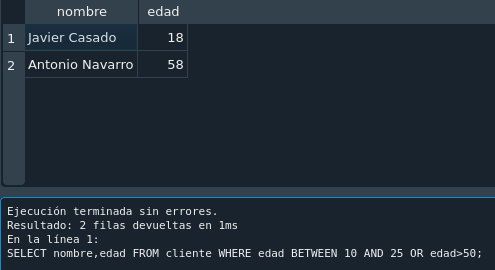 nombre edad
1 Javier Casado 18
2 Antonio Navarro 58
Ejecución terminada sin errores.
Resultado: 2 filas devueltas en 1ms
En la línea 1:
SELECT nombre,edad FROM cliente WHERE edad BETWEEN 10 AND 25 OR edad>50;